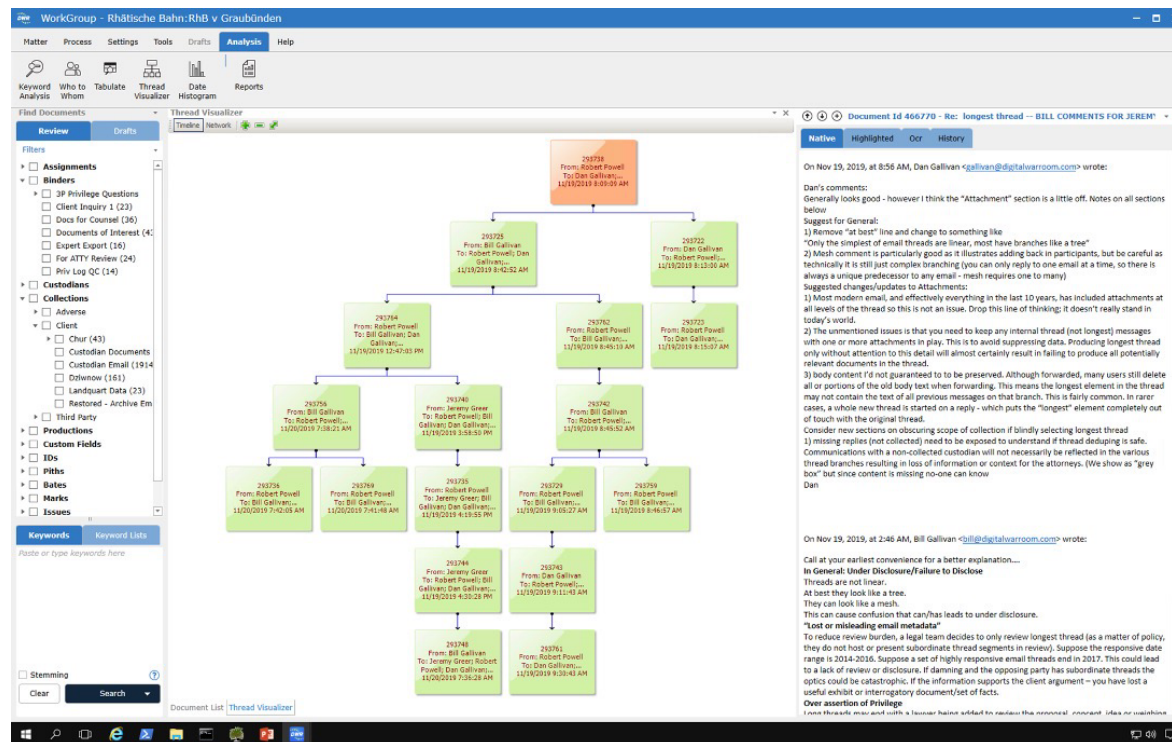 WorkGroup - Rhätische Bahn:RhB v Graubünden
Matter Process Settings Tools Drafts Analysis Help
Keyword Analysis
Who to Whom
Tabulate
Thread Visualizer
Date Histogram
Reports
Find Documents
Review Drafts
Filters
Assignments
Binders
3P Privilege Questions
Client Inquiry 1 (23)
Docs for Counsel (36)
Documents of Interest (4
Expert Export (16)
For ATTY Review (24)
Priv Log QC (14)
Custodians
Collections
Adverse
Client
Chur (43)
Custodian Documents
Custodian Email (1914
Dziwnow (161)
Landquart Data (23)
Restored - Archive Em
Third Party
Productions
Custom Fields
IDs
Piths
Bates
Marks
Issues
Keywords Keyword Lists
Paste or type keywords here
Stemming
Clear Search
Thread Visualizer
Timeline Network
293738
From: Robert Powell
To: Dan Gallivan;...
11/19/2019 8:09:09 AM
293725
From: Bill Gallivan
To: Robert Powell; Dan
Gallivan;...
11/19/2019 8:42:52 AM
293722
From: Dan Gallivan
To: Robert Powell;...
11/19/2019 8:13:00 AM
293764
From: Robert Powell
To: Bill Gallivan; Dan
Gallivan;...
11/19/2019 12:47:03 PM
293762
From: Robert Powell
To: Bill Gallivan;...
11/19/2019 8:45:13 AM
293723
From: Robert Powell
To: Dan Gallivan;...
11/19/2019 8:15:07 AM
293756
From: Bill Gallivan
To: Robert Powell;...
11/20/2019 7:38:21 AM
293740
From: Jeremy Greer
To: Robert Powell; Bill
Gallivan; Dan Gallivan;...
11/19/2019 3:58:50 PM
293742
From: Bill Gallivan
To: Robert Powell;...
11/19/2019 8:45:52 AM
293736
From: Robert Powell
To: Bill Gallivan;...
11/20/2019 7:42:05 AM
293769
From: Robert Powell
To: Bill Gallivan;...
11/20/2019 7:41:48 AM
293735
From: Robert Powell
To: Jeremy Greer; Bill
Gallivan; Dan Gallivan;...
11/19/2019 4:19:55 PM
293729
From: Robert Powell
To: Bill Gallivan;...
11/19/2019 9:05:27 AM
293759
From: Robert Powell
To: Bill Gallivan;...
11/19/2019 8:46:57 AM
293744
From: Jeremy Greer
To: Robert Powell; Bill
Gallivan; Dan Gallivan;...
11/19/2019 4:30:28 PM
293743
From: Dan Gallivan
To: Robert Powell;...
11/19/2019 9:11:43 AM
293748
From: Bill Gallivan
To: Jeremy Greer; Robert
Powell; Dan Gallivan;...
11/20/2019 7:36:28 AM
293761
From: Robert Powell
To: Dan Gallivan;...
11/19/2019 9:30:43 AM
Document List Thread Visualizer
Document Id 466770 - Re: longest thread -- BILL COMMENTS FOR JEREMY
Native Highlighted Ocr History
On Nov 19, 2019, at 8:56 AM, Dan Gallivan <gallivan@digitalwarroom.com> wrote:
Dan's comments:
Generally looks good - however I think the "Attachment" section is a little off. Notes on all sections
below
Suggest for General:
1) Remove "at best" line and change to something like
"Only the simplest of email threads are linear, most have branches like a tree"
2) Mesh comment is particularly good as it illustrates adding back in participants, but be careful as
technically it is still just complex branching (you can only reply to one email at a time, so there is
always a unique predecessor to any email - mesh requires one to many)
Suggested changes/updates to Attachments:
1) Most modern email, and effectively everything in the last 10 years, has included attachments at
all levels of the thread so this is not an issue. Drop this line of thinking; it doesn't really stand in
today's world.
2) The unmentioned issues is that you need to keep any internal thread (not longest) messages
with one or more attachments in play. This is to avoid suppressing data. Producing longest thread
only without attention to this detail will almost certainly result in failing to produce all potentially
relevant documents in the thread.
3) body content I'd not guaranteed to to be preserved. Although forwarded, many users still delete
all or portions of the old body text when forwarding. This means the longest element in the thread
may not contain the text of all previous messages on that branch. This is fairly common. In rarer
cases, a whole new thread is started on a reply - which puts the "longest" element completely out
of touch with the original thread.
Consider new sections on obscuring scope of collection if blindly selecting longest thread
1) missing replies (not collected) need to be exposed to understand if thread deduping is safe.
Communications with a non-collected custodian will not necessarily be reflected in the various
thread branches resulting in loss of information or context for the attorneys. (We show as "grey
box" but since content is missing no-one can know
Dan
On Nov 19, 2019, at 2:46 AM, Bill Gallivan <bill@digitalwarroom.com> wrote:
Call at your earliest convenience for a better explanation....
In General: Under Disclosure/Failure to Disclose
Threads are not linear.
At best they look like a tree.
They can look like a mesh.
This can cause confusion that can/has leads to under disclosure.
"Lost or misleading email metadata"
To reduce review burden, a legal team decides to only review longest thread (as a matter of policy,
they do not host or present subordinate thread segments in review). Suppose the responsive date
range is 2014-2016. Suppose a set of highly responsive email threads end in 2017. This could lead
to a lack of review or disclosure. If damning and the opposing party has subordinate threads the
optics could be catastrophic. If the information supports the client argument – you have lost a
useful exhibit or interrogatory document/set of facts.
Over assertion of Privilege
Long threads may end with a lawyer being added to review the proposal, concept, idea or weighing